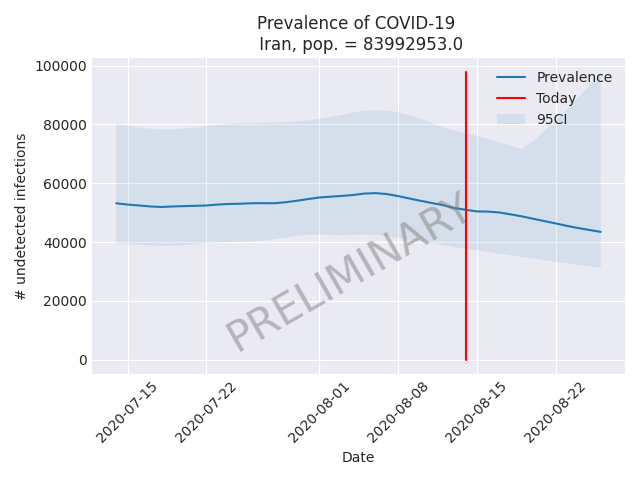 Prevalence of COVID-19
Iran, pop. = 83992953.0
100000
80000
60000
40000
20000
0
# undetected infections
Prevalence
Today
95CI
PRELIMINARY
2020-07-15
2020-07-22
2020-08-01
2020-08-08
2020-08-15
2020-08-22
Date